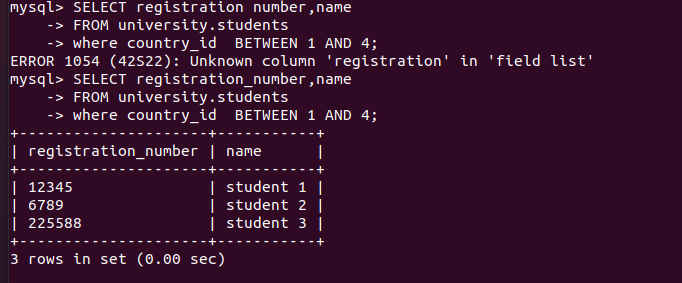 mysql> SELECT registration number,name
    -> FROM university.students
    -> where country_id  BETWEEN 1 AND 4;
ERROR 1054 (42S22): Unknown column 'registration' in 'field list'
mysql> SELECT registration_number,name
    -> FROM university.students
    -> where country_id  BETWEEN 1 AND 4;
+---------------------+-----------+
| registration_number | name      |
+---------------------+-----------+
| 12345               | student 1 |
| 6789                | student 2 |
| 225588              | student 3 |
+---------------------+-----------+
3 rows in set (0.00 sec)